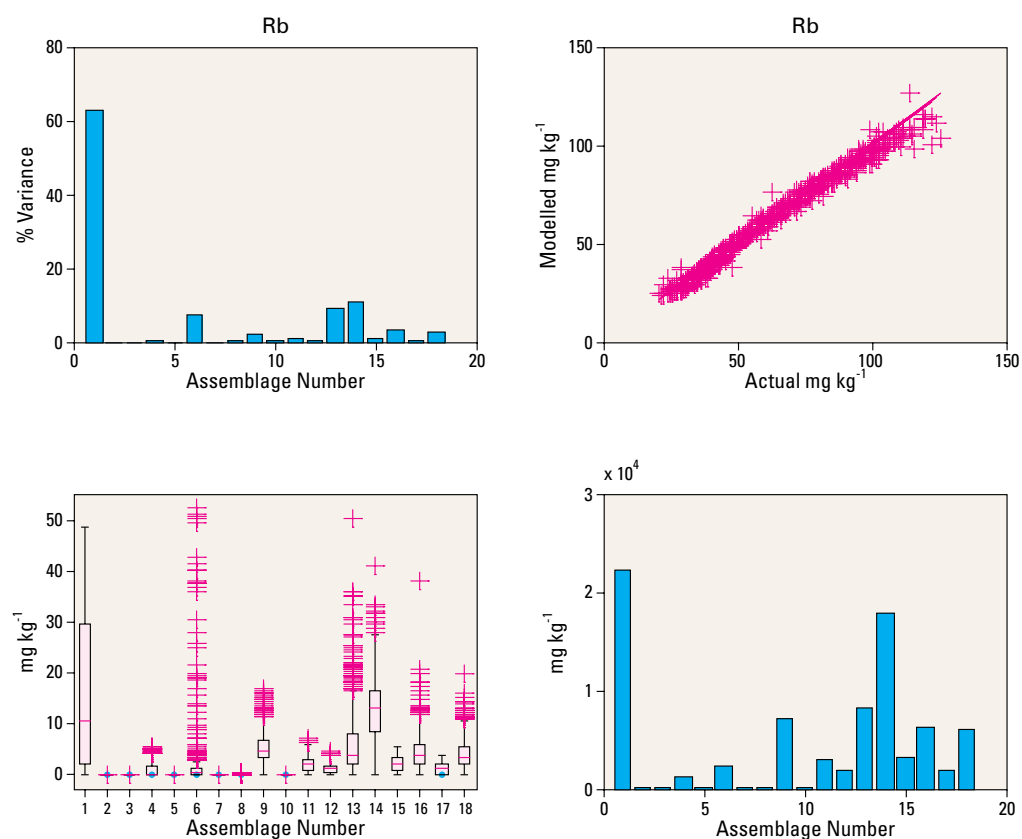 Rb
80
60
40
20
0
% Variance
0 5 10 15 20
Assemblage Number
Rb
150
100
50
0
Modelled mg kg-1
0 50 100 150
Actual mg kg-1
50
40
30
20
10
0
mg kg-1
1 2 3 4 5 6 7 8 9 10 11 12 13 14 15 16 17 18
Assemblage Number
x 10^4
3
2
1
0
mg kg-1
0 5 10 15 20
Assemblage Number